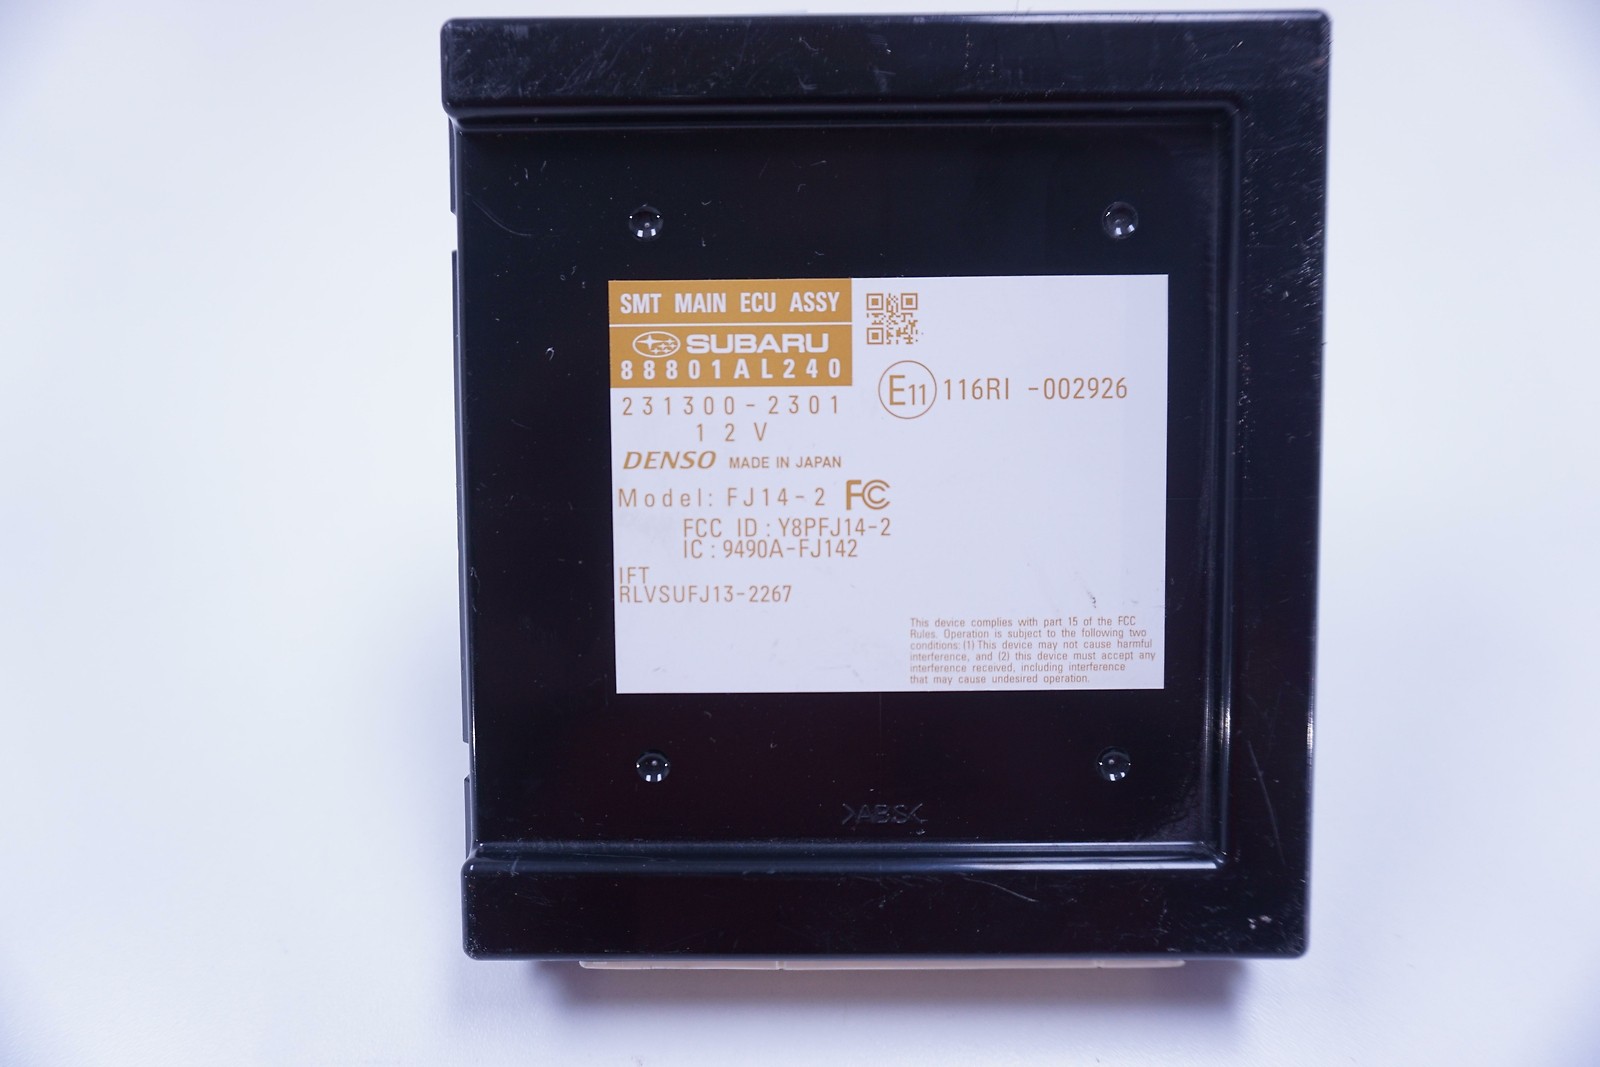 SMT MAIN ECU ASSY
SUBARU
88801AL240
231300-2301
12V
DENSO MADE IN JAPAN
Model: FJ14-2 FC
FCC ID : Y8PFJ14-2
IC : 9490A-FJ142
IFT
RLVSUFJ13-2267
E11 116RI -002926
This device complies with part 15 of the FCC
Rules. Operation is subject to the following two
conditions: (1) This device may not cause harmful
interference, and (2) this device must accept any
interference received, including interference
that may cause undesired operation.
>ABS<